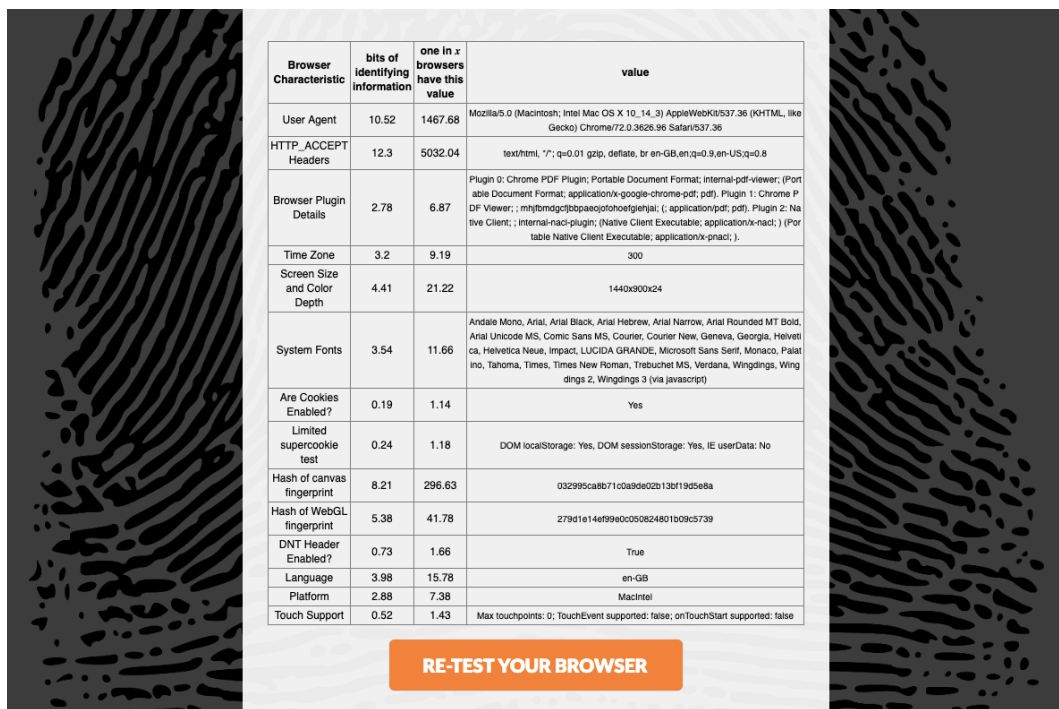 Browser Characteristic bits of identifying information one in x browsers have this value value
User Agent 10.52 1467.68 Mozilla/5.0 (Macintosh; Intel Mac OS X 10_14_3) AppleWebKit/537.36 (KHTML, like
Gecko) Chrome/72.0.3626.96 Safari/537.36
HTTP_ACCEPT Headers 12.3 5032.04 text/html, */*; q=0.01 gzip, deflate, br en-GB,en;q=0.9,en-US;q=0.8
Browser Plugin Details 2.78 6.87 Plugin 0: Chrome PDF Plugin; Portable Document Format; internal-pdf-viewer; (Port
able Document Format; application/x-google-chrome-pdf; pdf). Plugin 1: Chrome P
DF Viewer; ; mhjfbmdgcfjbbpaeojofohoefgiehjai; (; application/pdf; pdf). Plugin 2: Na
tive Client; ; internal-nacl-plugin; (Native Client Executable; application/x-nacl; ) (Por
table Native Client Executable; application/x-pnacl; ).
Time Zone 3.2 9.19 300
Screen Size and Color Depth 4.41 21.22 1440x900x24
System Fonts 3.54 11.66 Andale Mono, Arial, Arial Black, Arial Hebrew, Arial Narrow, Arial Rounded MT Bold,
Arial Unicode MS, Comic Sans MS, Courier, Courier New, Geneva, Georgia, Helveti
ca, Helvetica Neue, Impact, LUCIDA GRANDE, Microsoft Sans Serif, Monaco, Palat
ino, Tahoma, Times, Times New Roman, Trebuchet MS, Verdana, Wingdings, Wing
dings 2, Wingdings 3 (via javascript)
Are Cookies Enabled? 0.19 1.14 Yes
Limited supercookie test 0.24 1.18 DOM localStorage: Yes, DOM sessionStorage: Yes, IE userData: No
Hash of canvas fingerprint 8.21 296.63 032995ca8b71c0a9de02b13bf19d5e8a
Hash of WebGL fingerprint 5.38 41.78 279d1e14ef99e0c050824801b09c5739
DNT Header Enabled? 0.73 1.66 True
Language 3.98 15.78 en-GB
Platform 2.88 7.38 MacIntel
Touch Support 0.52 1.43 Max touchpoints: 0; TouchEvent supported: false; onTouchStart supported: false
RE-TEST YOUR BROWSER